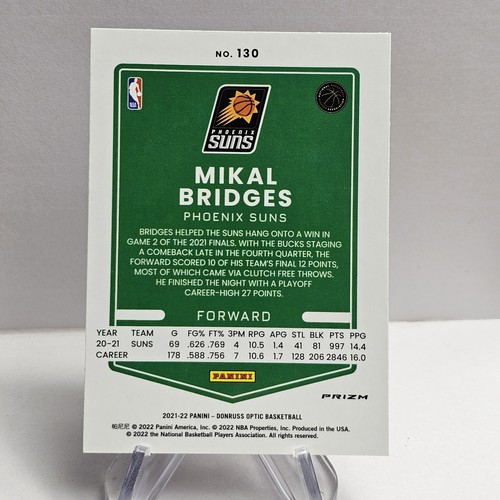 NO. 130
NBA
PHOENIX
SUNS
MIKAL
BRIDGES
PHOENIX SUNS
BRIDGES HELPED THE SUNS HANG ONTO A WIN IN
GAME 2 OF THE 2021 FINALS. WITH THE BUCKS STAGING
A COMEBACK LATE IN THE FOURTH QUARTER, THE
FORWARD SCORED 10 OF HIS TEAM'S FINAL 12 POINTS,
MOST OF WHICH CAME VIA CLUTCH FREE THROWS.
HE FINISHED THE NIGHT WITH A PLAYOFF
CAREER-HIGH 27 POINTS.
FORWARD
YEAR TEAM G FG% FT% 3PM RPG APG STL BLK PTS PPG
20-21 SUNS 69 .626 .769 4 10.5 1.4 41 81 997 14.4
CAREER 178 .588 .756 7 10.6 1.7 128 206 2846 16.0
PANINI
PRIZM
2021-22 PANINI - DONRUSS OPTIC BASKETBALL
帕尼尼 © 2022 Panini America, Inc. © 2022 NBA Properties, Inc. Produced in the USA.
© 2022 the National Basketball Players Association. All rights reserved.